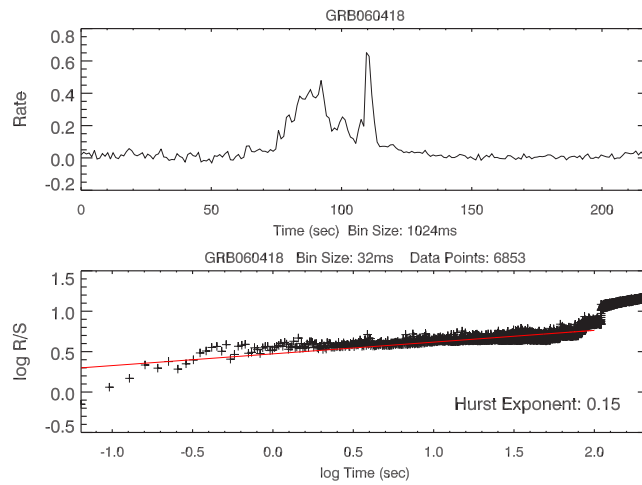 GRB060418
0.8
0.6
0.4
0.2
0.0
-0.2
Rate
0 50 100 150 200
Time (sec) Bin Size: 1024ms
GRB060418 Bin Size: 32ms Data Points: 6853
1.5
1.0
0.5
0.0
-0.5
log R/S
Hurst Exponent: 0.15
-1.0 -0.5 0.0 0.5 1.0 1.5 2.0
log Time (sec)